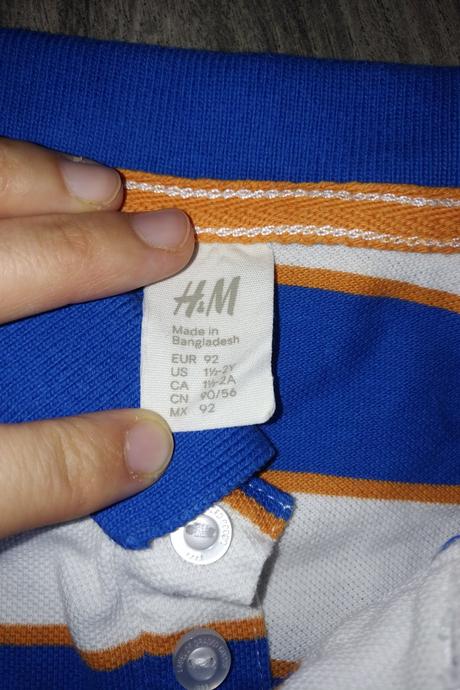 H&M
Made in
Bangladesh
EUR 92
US 1½-2Y
CA 1½-2A
CN 90/56
MX 92